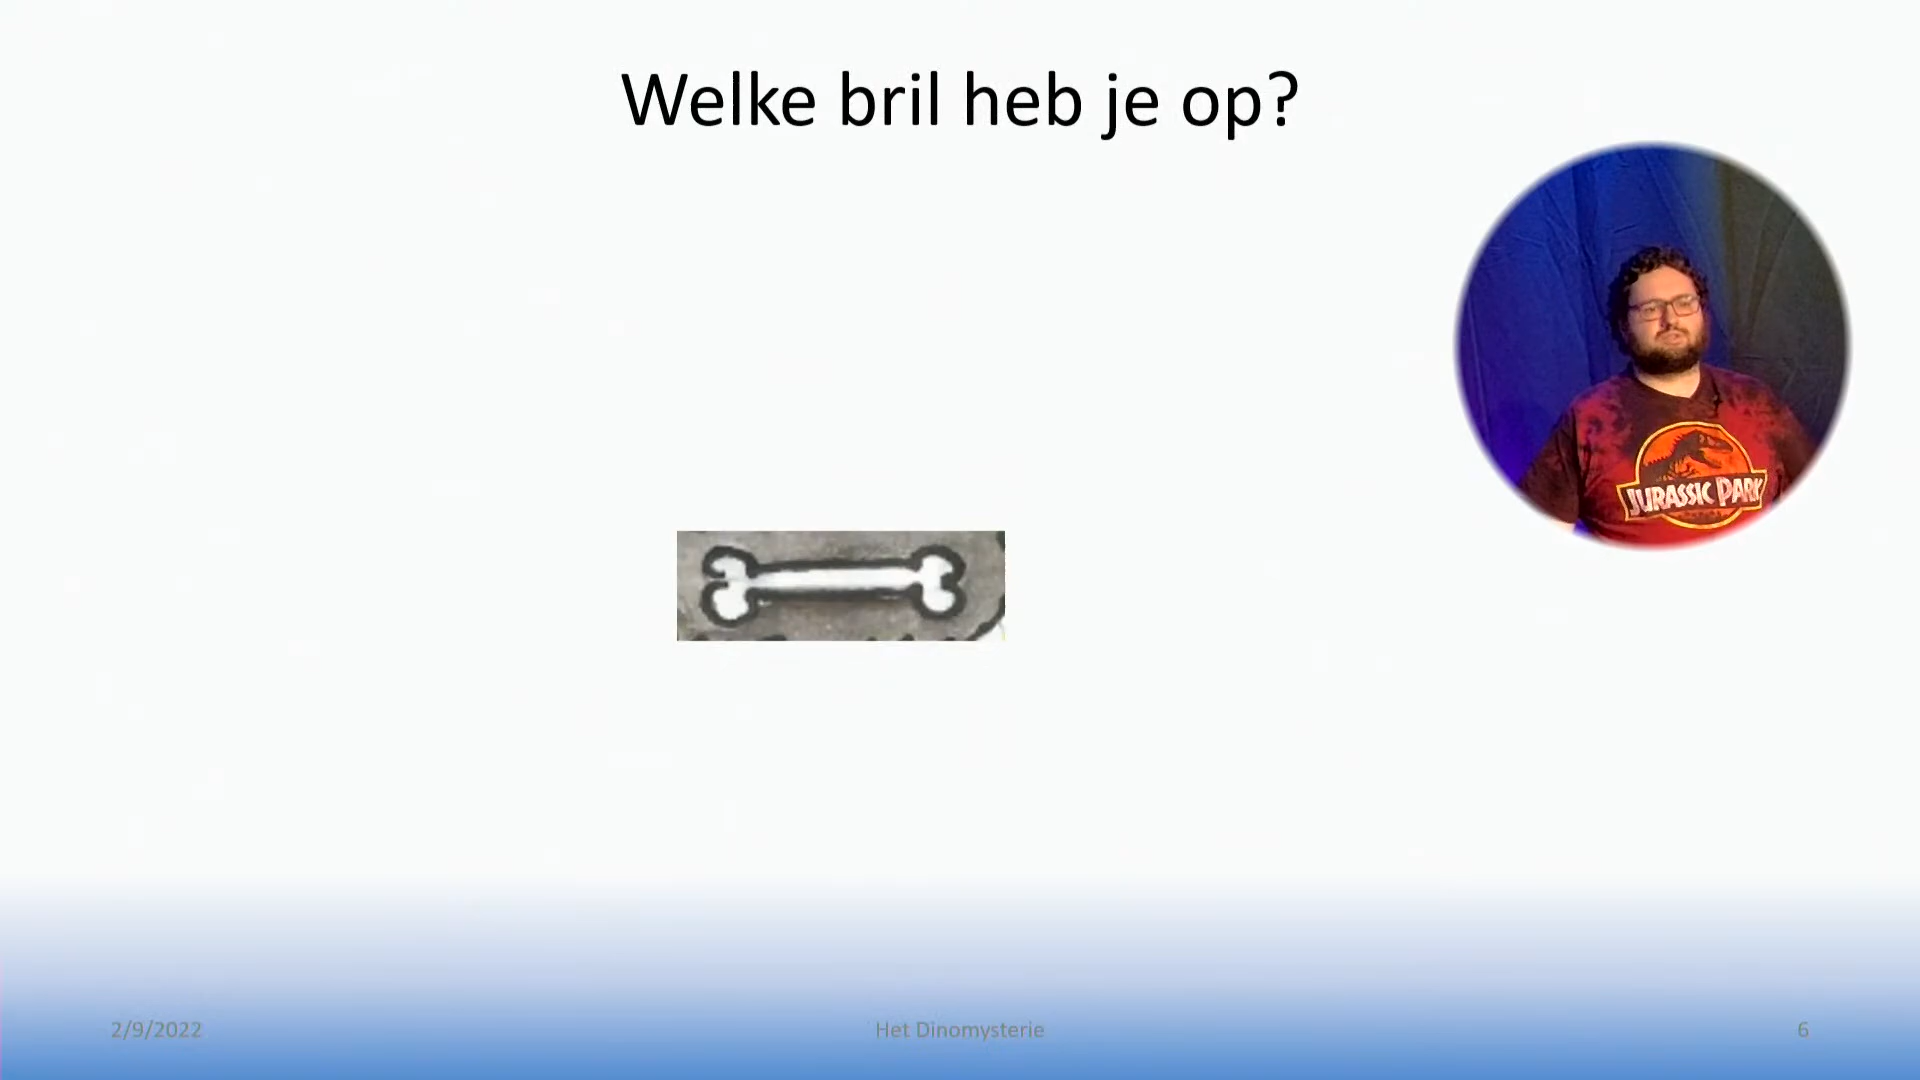 Welke bril heb je op?
JURASSIC PARK
2/9/2022
Het Dinomysterie
6